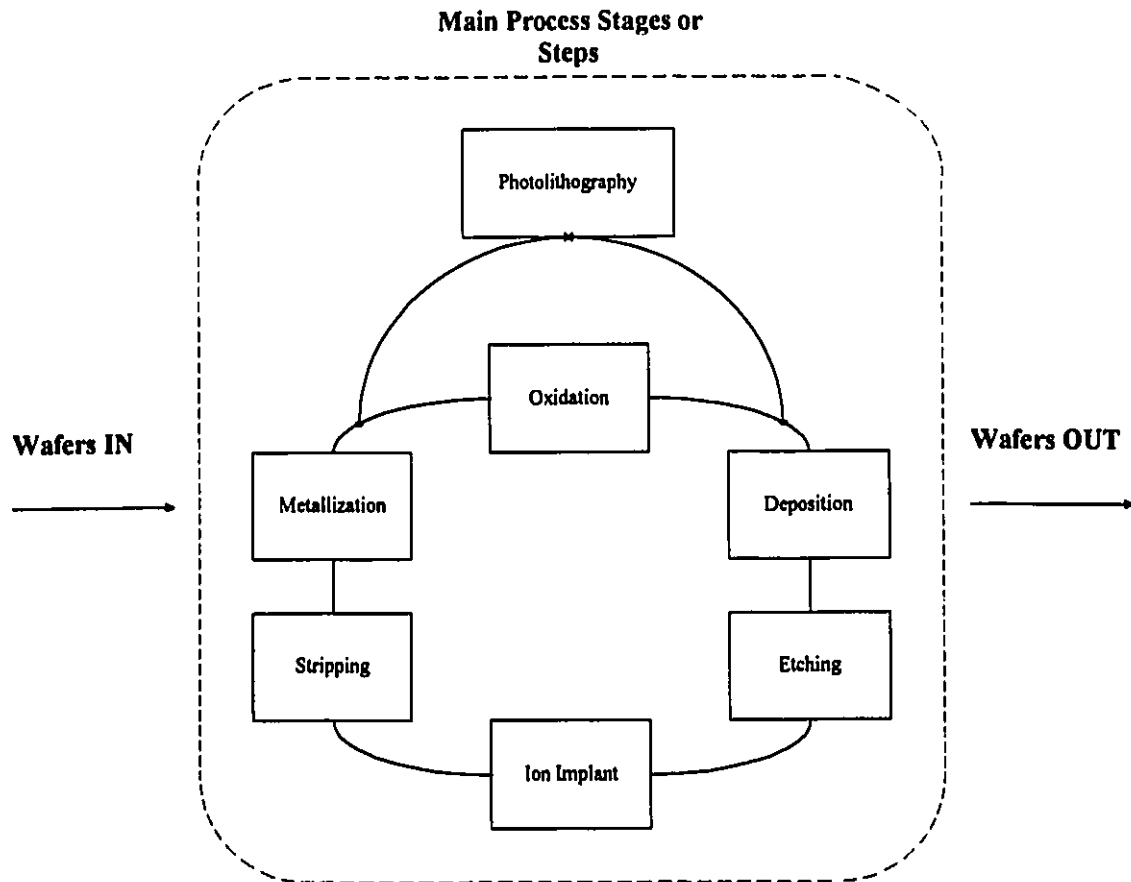 Main Process Stages or
Steps
Photolithography
Oxidation
Wafers IN
Wafers OUT
Metallization
Deposition
Stripping
Etching
Ion Implant